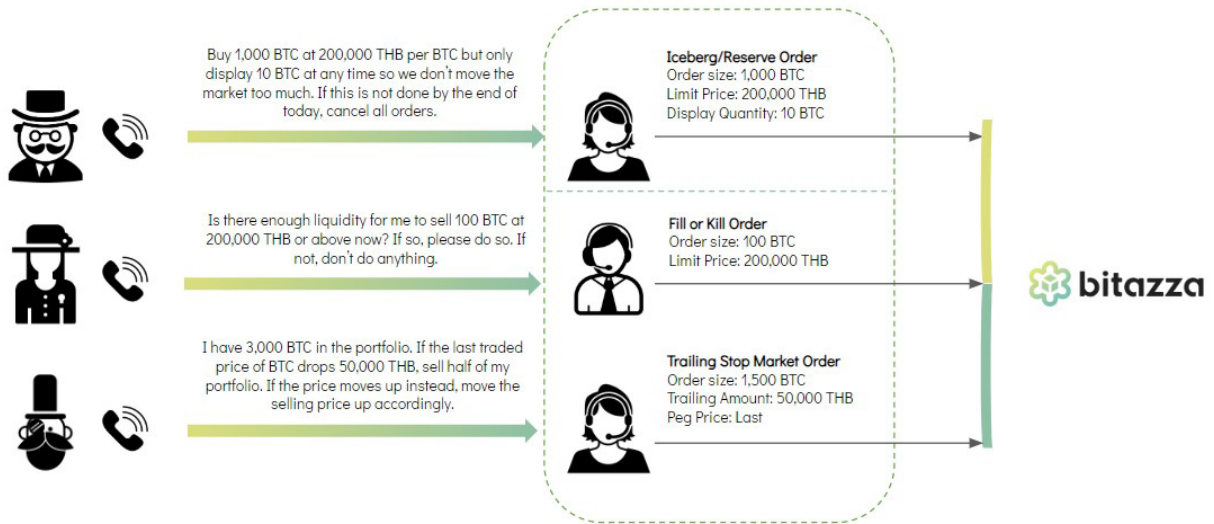 Buy 1,000 BTC at 200,000 THB per BTC but only
display 10 BTC at any time so we don't move the
market too much. If this is not done by the end of
today, cancel all orders.
Iceberg/Reserve Order
Order size: 1,000 BTC
Limit Price: 200,000 THB
Display Quantity: 10 BTC
Is there enough liquidity for me to sell 100 BTC at
200,000 THB or above now? If so, please do so. If
not, don't do anything.
Fill or Kill Order
Order size: 100 BTC
Limit Price: 200,000 THB
bitazza
I have 3,000 BTC in the portfolio. If the last traded
price of BTC drops 50,000 THB, sell half of my
portfolio. If the price moves up instead, move the
selling price up accordingly.
Trailing Stop Market Order
Order size: 1,500 BTC
Trailing Amount: 50,000 THB
Peg Price: Last